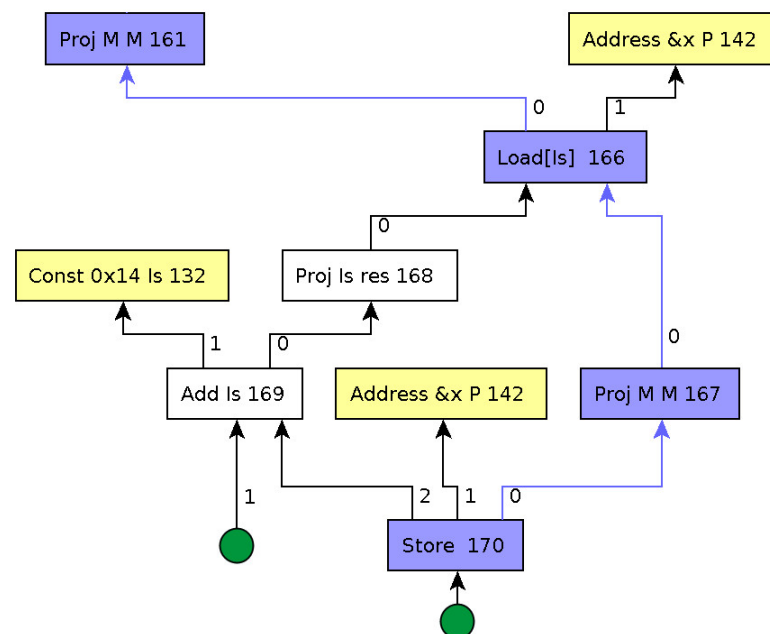 Proj M M 161
Address &x P 142
0
1
Load[Is]  166
0
Const 0x14 Is 132
Proj Is res 168
1
0
0
Add Is 169
Address &x P 142
Proj M M 167
1
2
1
0
Store  170